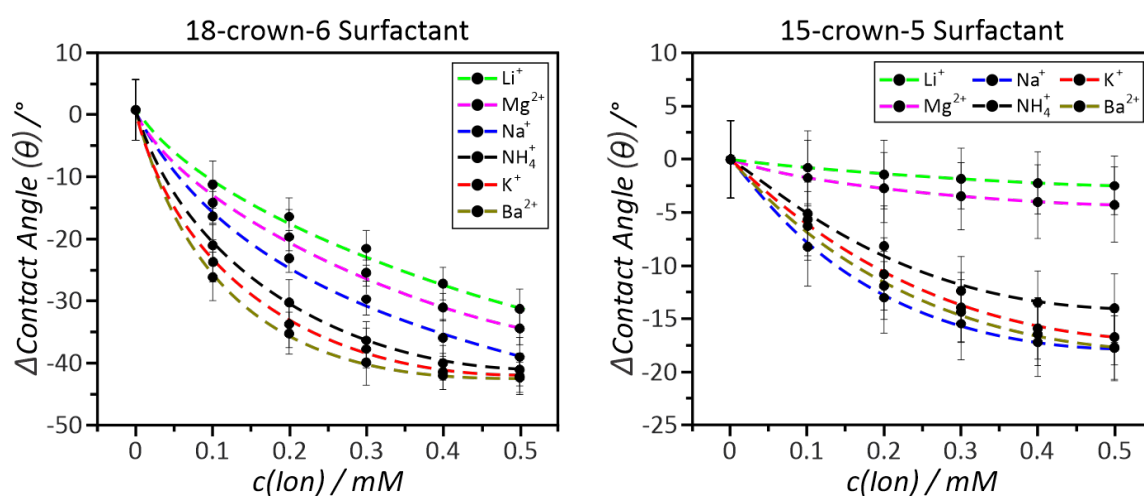 18-crown-6 Surfactant
ΔContact Angle (θ) /°
10
0
-10
-20
-30
-40
-50
Li⁺
Mg²⁺
Na⁺
NH₄⁺
K⁺
Ba²⁺
0 0.1 0.2 0.3 0.4 0.5
c(Ion) / mM
15-crown-5 Surfactant
ΔContact Angle (θ) /°
10
5
0
-5
-10
-15
-20
-25
Li⁺ Na⁺ K⁺
Mg²⁺ NH₄⁺ Ba²⁺
0 0.1 0.2 0.3 0.4 0.5
c(Ion) / mM